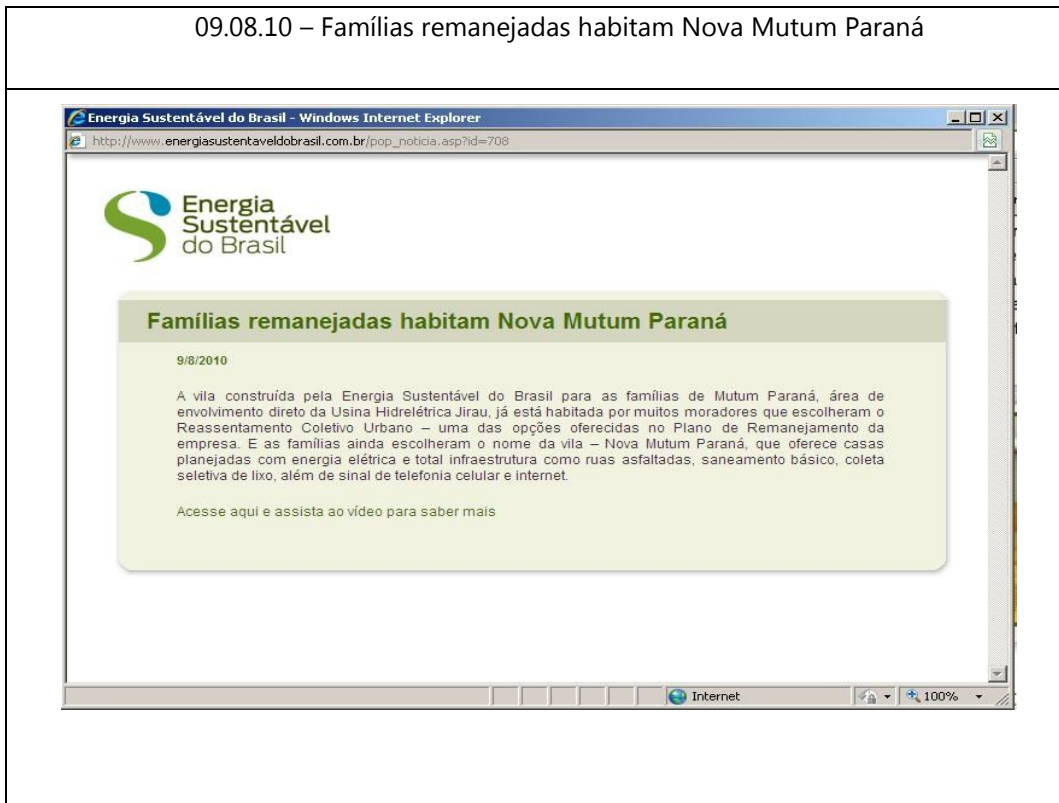 09.08.10 – Famílias remanejadas habitam Nova Mutum Paraná
Energia Sustentável do Brasil - Windows Internet Explorer
http://www.energiasustentaveldobrasil.com.br/pop_noticia.asp?id=708
Energia
Sustentável
do Brasil
Famílias remanejadas habitam Nova Mutum Paraná
9/8/2010
A vila construída pela Energia Sustentável do Brasil para as famílias de Mutum Paraná, área de
envolvimento direto da Usina Hidrelétrica Jirau, já está habitada por muitos moradores que escolheram o
Reassentamento Coletivo Urbano – uma das opções oferecidas no Plano de Remanejamento da
empresa. E as famílias ainda escolheram o nome da vila – Nova Mutum Paraná, que oferece casas
planejadas com energia elétrica e total infraestrutura como ruas asfaltadas, saneamento básico, coleta
seletiva de lixo, além de sinal de telefonia celular e internet.
Acesse aqui e assista ao vídeo para saber mais
Internet
100%